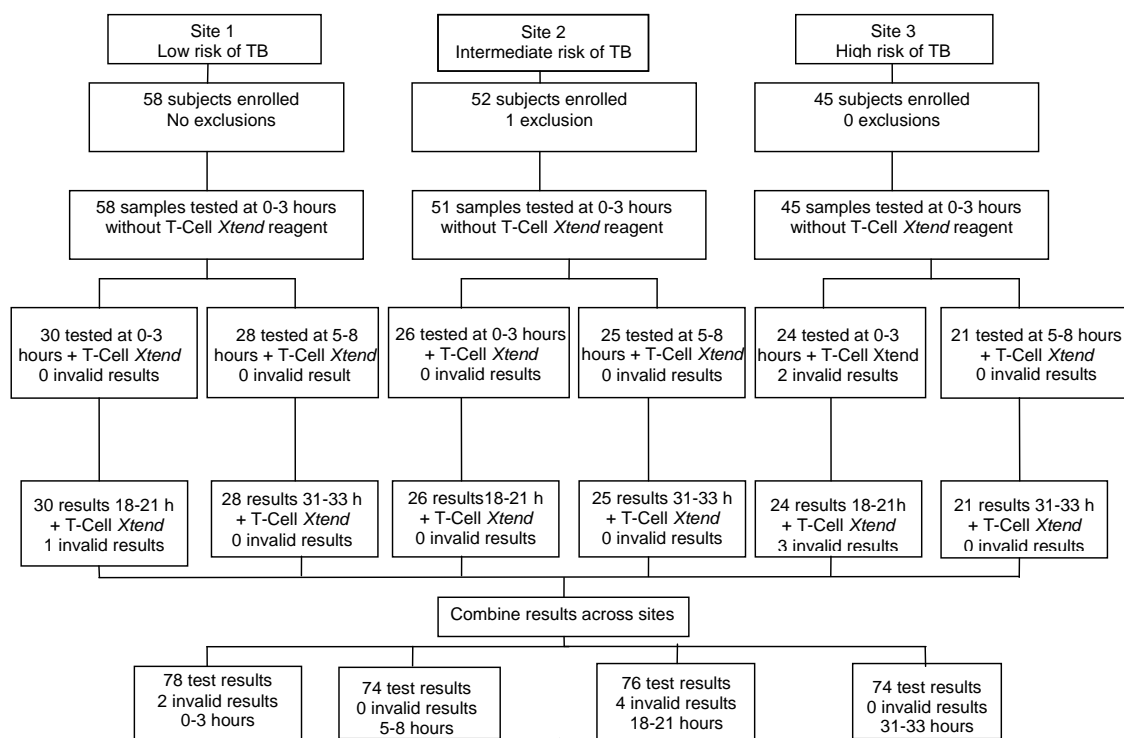 Site 1
Low risk of TB
Site 2
Intermediate risk of TB
Site 3
High risk of TB
58 subjects enrolled
No exclusions
52 subjects enrolled
1 exclusion
45 subjects enrolled
0 exclusions
58 samples tested at 0-3 hours
without T-Cell Xtend reagent
51 samples tested at 0-3 hours
without T-Cell Xtend reagent
45 samples tested at 0-3 hours
without T-Cell Xtend reagent
30 tested at 0-3
hours + T-Cell Xtend
0 invalid results
28 tested at 5-8
hours + T-Cell Xtend
0 invalid result
26 tested at 0-3 hours
+ T-Cell Xtend
0 invalid results
25 tested at 5-8
hours + T-Cell Xtend
0 invalid results
24 tested at 0-3
hours + T-Cell Xtend
2 invalid results
21 tested at 5-8 hours
+ T-Cell Xtend
0 invalid results
30 results 18-21 h
+ T-Cell Xtend
1 invalid results
28 results 31-33 h
+ T-Cell Xtend
0 invalid results
26 results18-21 h
+ T-Cell Xtend
0 invalid results
25 results 31-33 h
+ T-Cell Xtend
0 invalid results
24 results 18-21h
+ T-Cell Xtend
3 invalid results
21 results 31-33 h
+ T-Cell Xtend
0 invalid results
Combine results across sites
78 test results
2 invalid results
0-3 hours
74 test results
0 invalid results
5-8 hours
76 test results
4 invalid results
18-21 hours
74 test results
0 invalid results
31-33 hours